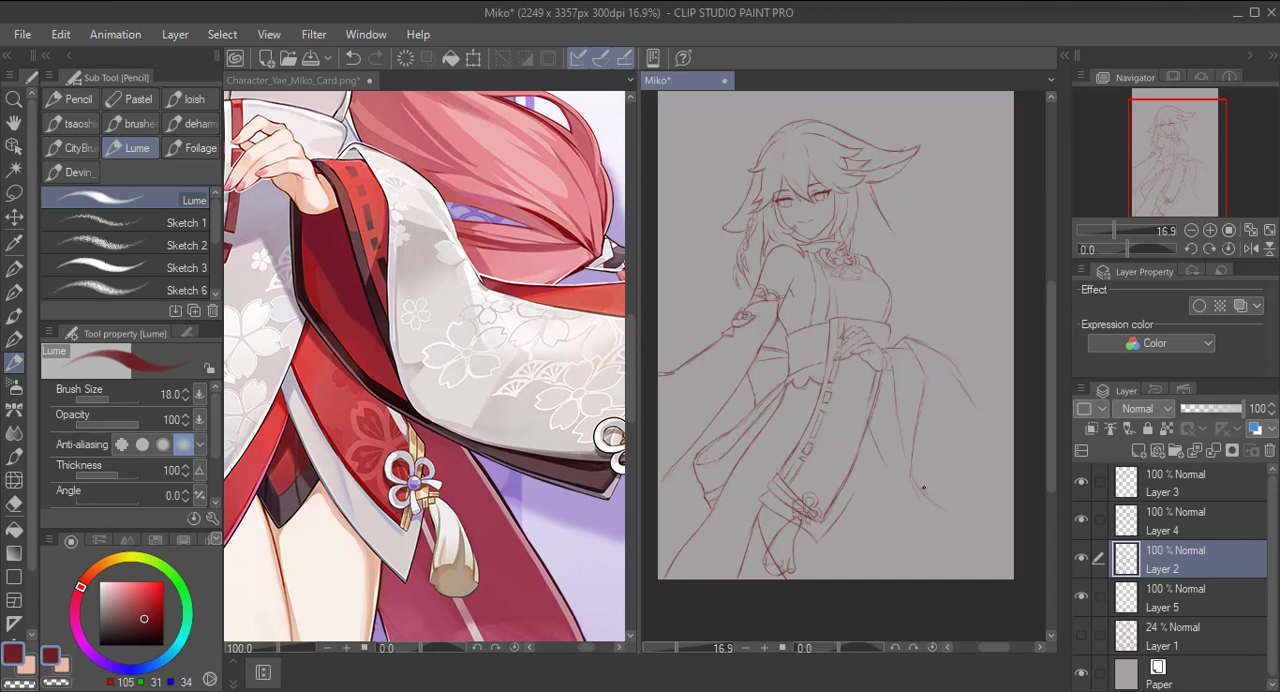 Miko* (2249 x 3357px 300dpi 16.9%) - CLIP STUDIO PAINT PRO
File Edit Animation Layer Select View Filter Window Help
Sub Tool [Pencil]
Pencil Pastel loish
tsaosh brushe deham
CityBru Lume Foilage
Devin_
Lume
Sketch 1
Sketch 2
Sketch 3
Sketch 6
Tool property [Lume]
Lume
Brush Size 18.0
Opacity 100
Anti-aliasing
Thickness 100
Angle 0.0
105 31 34
Character_Yae_Miko_Card.png*
100.0 0.0
Miko*
16.9 0.0
Navigator
16.9
0.0
Layer Property
Effect
Expression color
Color
Layer
Normal 100
100 % Normal
Layer 3
100 % Normal
Layer 4
100 % Normal
Layer 2
100 % Normal
Layer 5
24 % Normal
Layer 1
Paper